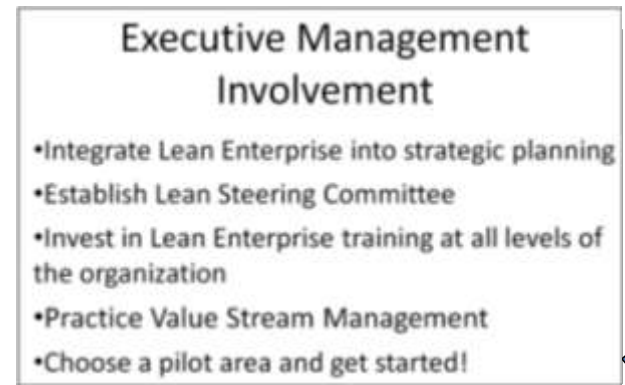 Executive Management
Involvement
•Integrate Lean Enterprise into strategic planning
•Establish Lean Steering Committee
•Invest in Lean Enterprise training at all levels of
the organization
•Practice Value Stream Management
•Choose a pilot area and get started!